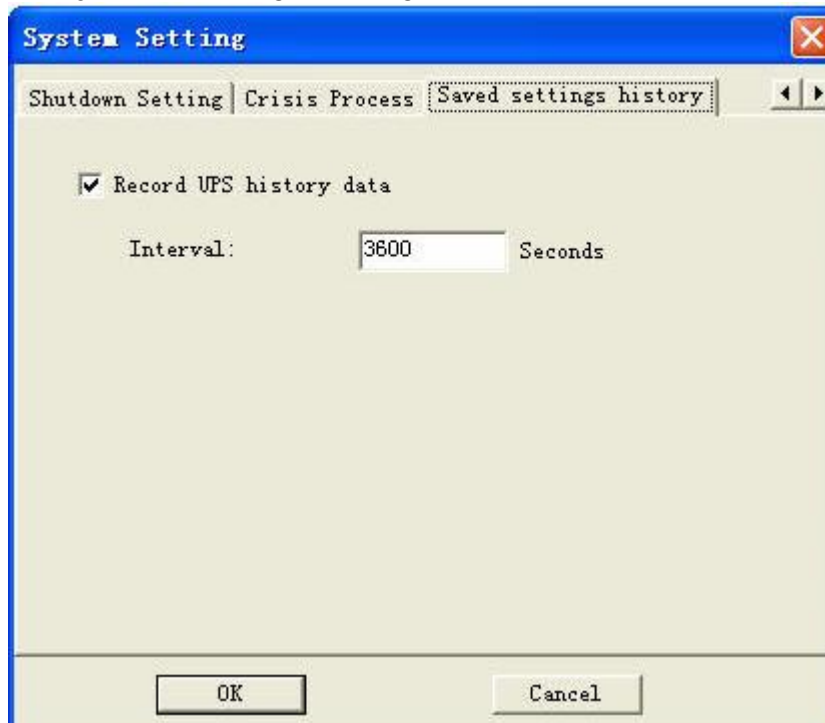 System Setting
Shutdown Setting Crisis Process Saved settings history
Record UPS history data
Interval: 3600 Seconds
OK Cancel